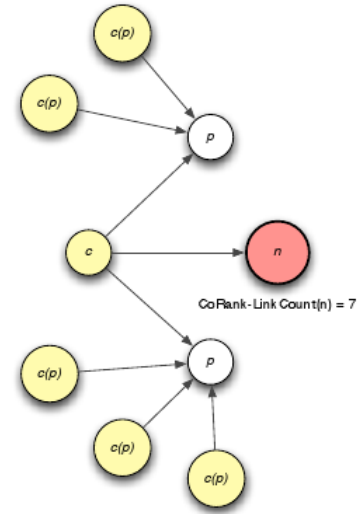 c(p)
c(p)
p
c
n
CoRank-Link Count(n) = 7
p
c(p)
c(p)
c(p)